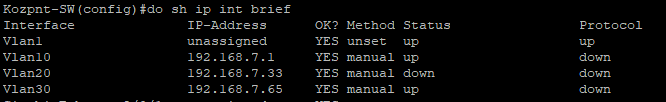 Kozpnt-SW(config)#do sh ip int brief
Interface              IP-Address      OK? Method Status                Protocol
Vlan1                  unassigned      YES unset  up                    up
Vlan10                 192.168.7.1     YES manual up                    down
Vlan20                 192.168.7.33    YES manual down                  down
Vlan30                 192.168.7.65    YES manual up                    down